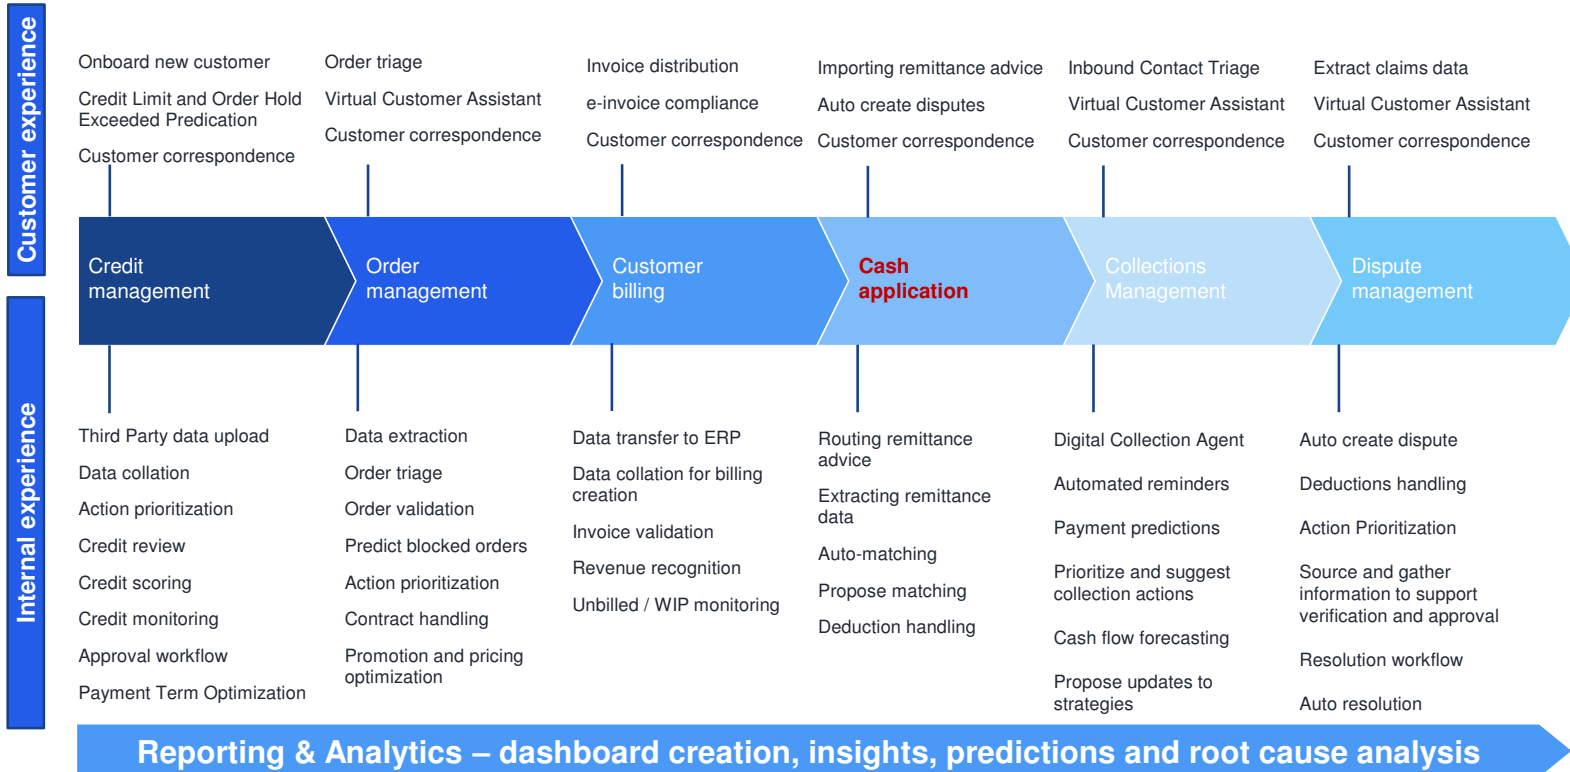 Customer experience
Onboard new customer
Credit Limit and Order Hold
Exceeded Predication
Customer correspondence
Order triage
Virtual Customer Assistant
Customer correspondence
Invoice distribution
e-invoice compliance
Customer correspondence
Importing remittance advice
Auto create disputes
Customer correspondence
Inbound Contact Triage
Virtual Customer Assistant
Customer correspondence
Extract claims data
Virtual Customer Assistant
Customer correspondence
Credit
management
Order
management
Customer
billing
Cash
application
Collections
Management
Dispute
management
Internal experience
Third Party data upload
Data collation
Action prioritization
Credit review
Credit scoring
Credit monitoring
Approval workflow
Payment Term Optimization
Data extraction
Order triage
Order validation
Predict blocked orders
Action prioritization
Contract handling
Promotion and pricing
optimization
Data transfer to ERP
Data collation for billing
creation
Invoice validation
Revenue recognition
Unbilled / WIP monitoring
Routing remittance
advice
Extracting remittance
data
Auto-matching
Propose matching
Deduction handling
Digital Collection Agent
Automated reminders
Payment predictions
Prioritize and suggest
collection actions
Cash flow forecasting
Propose updates to
strategies
Auto create dispute
Deductions handling
Action Prioritization
Source and gather
information to support
verification and approval
Resolution workflow
Auto resolution
Reporting & Analytics – dashboard creation, insights, predictions and root cause analysis